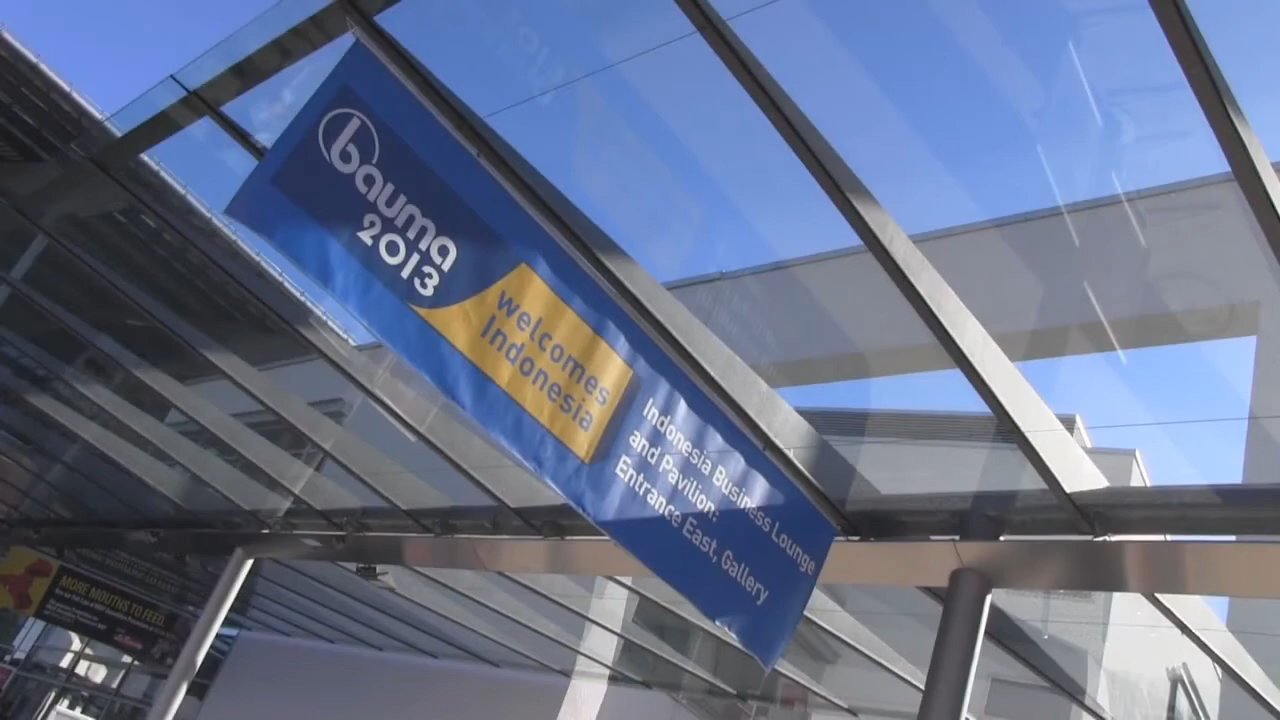 bauma
2013
welcomes
Indonesia
Indonesia Business Lounge
and Pavilion:
Entrance East, Gallery
MORE MOUTHS TO FEED.